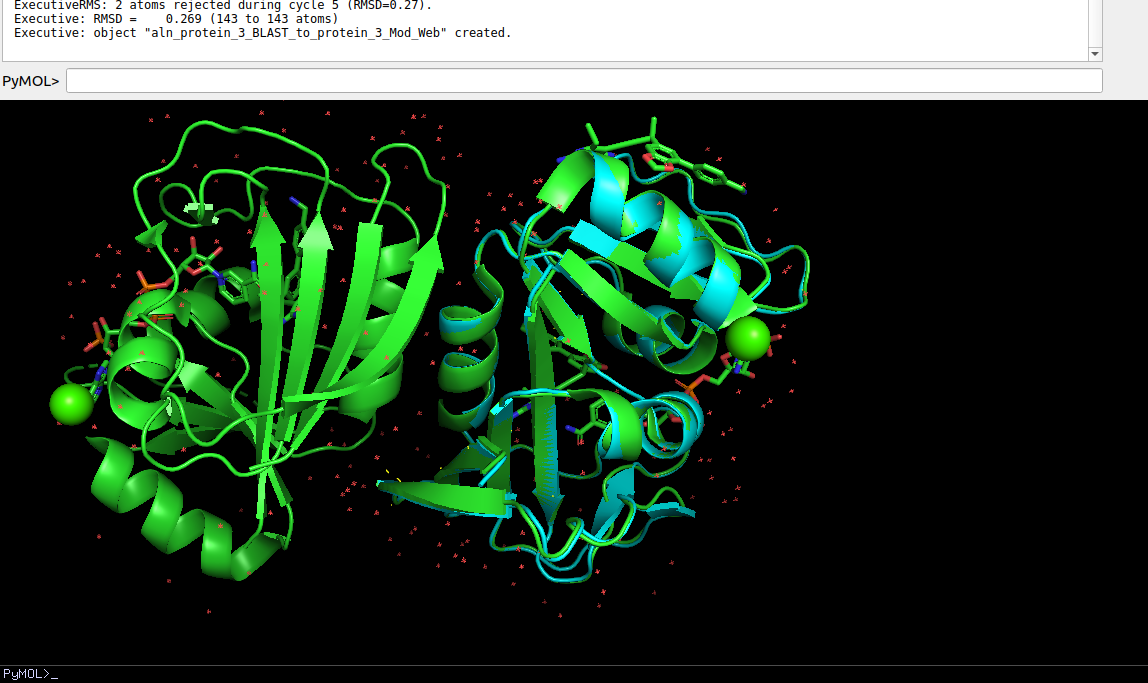 ExecutiveRMS: 2 atoms rejected during cycle 5 (RMSD=0.27).
Executive: RMSD =    0.269 (143 to 143 atoms)
Executive: object "aln_protein_3_BLAST_to_protein_3_Mod_Web" created.
PyMOL>
PyMOL>_